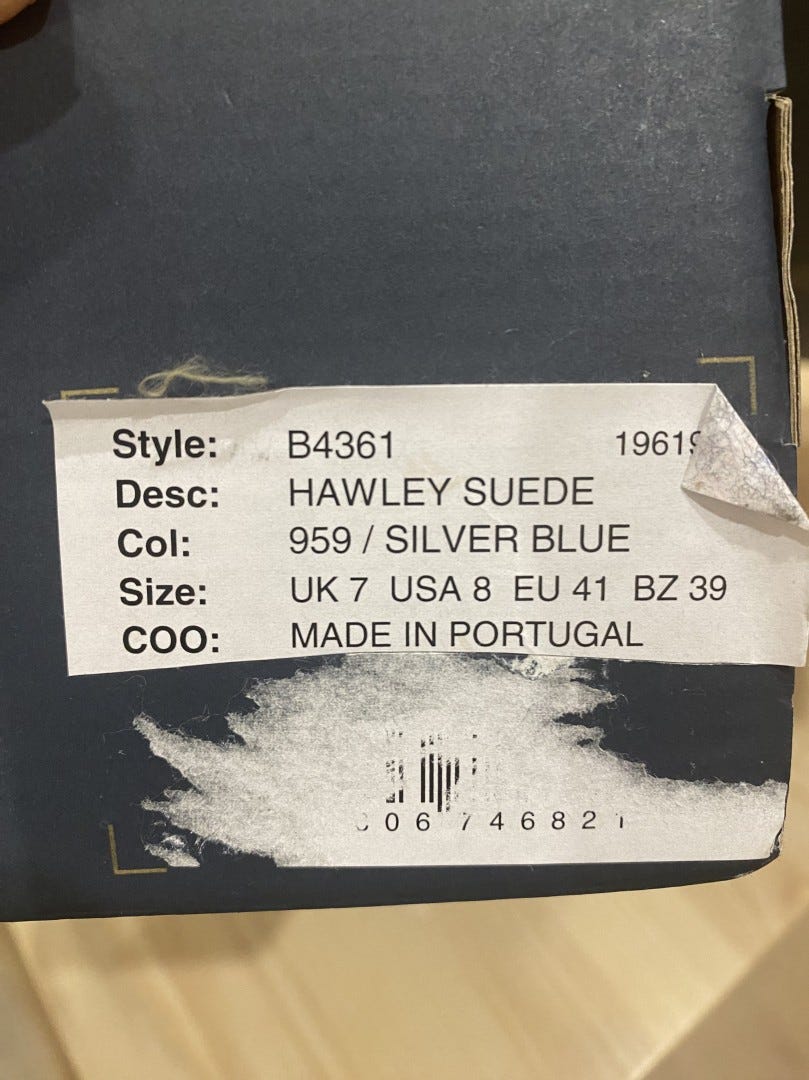 Style: B4361
Desc: HAWLEY SUEDE
Col: 959 / SILVER BLUE
Size: UK 7 USA 8 EU 41 BZ 39
COO: MADE IN PORTUGAL